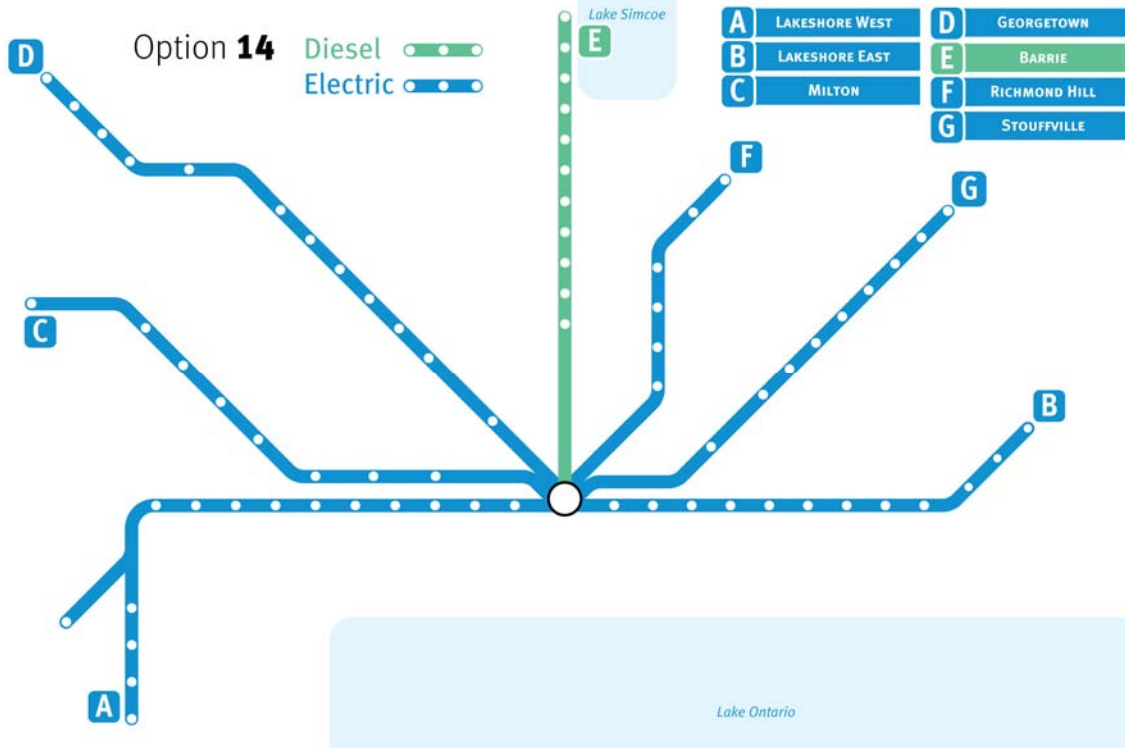 Option 14
Diesel
Electric
Lake Simcoe
A LAKESHORE WEST
B LAKESHORE EAST
C MILTON
D GEORGETOWN
E BARRIE
F RICHMOND HILL
G STOUFFVILLE
D
E
F
G
C
B
A
Lake Ontario